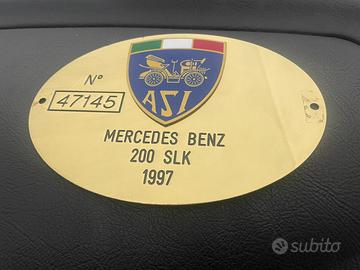 N°
47145
ASI
MERCEDES BENZ
200 SLK
1997
subito